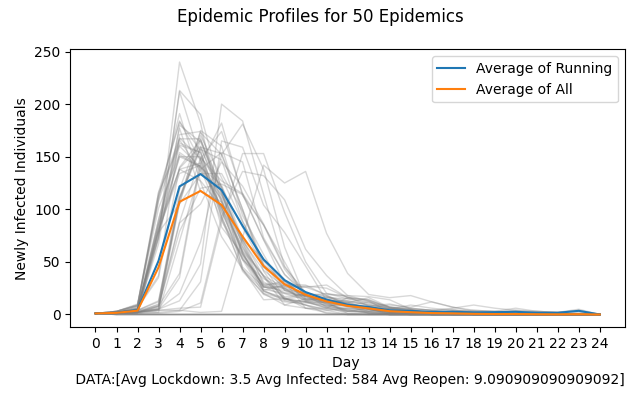 Epidemic Profiles for 50 Epidemics
250
200
150
100
50
0
Newly Infected Individuals
Average of Running
Average of All
0 1 2 3 4 5 6 7 8 9 10 11 12 13 14 15 16 17 18 19 20 21 22 23 24
Day
DATA:[Avg Lockdown: 3.5 Avg Infected: 584 Avg Reopen: 9.090909090909092]